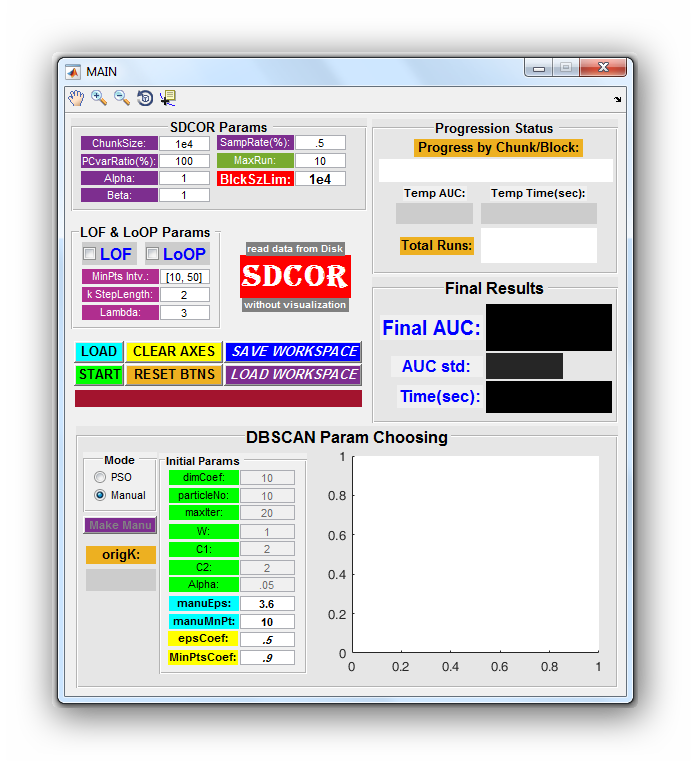 MAIN
SDCOR Params
ChunkSize: 1e4 SampRate(%): .5
PCvarRatio(%): 100 MaxRun: 10
Alpha: 1 BlckSzLim: 1e4
Beta: 1
Progression Status
Progress by Chunk/Block:
Temp AUC: Temp Time(sec):
Total Runs:
LOF & LoOP Params
LOF LoOP
MinPts Intv.: [10, 50]
k StepLength: 2
Lambda: 3
read data from Disk
SDCOR
without visualization
Final Results
Final AUC:
AUC std:
Time(sec):
LOAD CLEAR AXES SAVE WORKSPACE
START RESET BTNS LOAD WORKSPACE
DBSCAN Param Choosing
Mode
PSO
Manual
Make Manu
origK:
Initial Params
dimCoef: 10
particleNo: 10
maxIter: 20
W: 1
C1: 2
C2: 2
Alpha: .05
manuEps: 3.6
manuMnPt: 10
epsCoef: .5
MinPtsCoef: .9
1
0.8
0.6
0.4
0.2
0
0 0.2 0.4 0.6 0.8 1